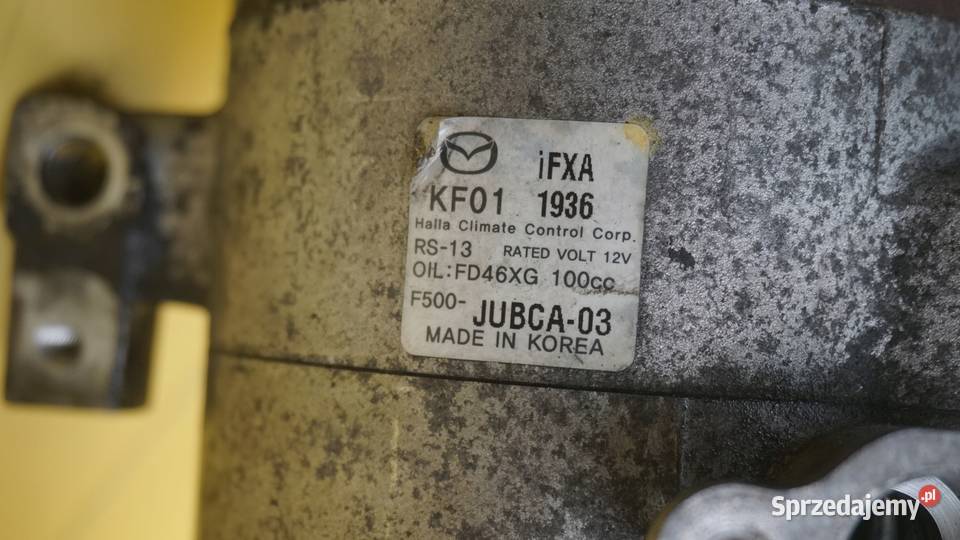 iFXA
KF01 1936
Halla Climate Control Corp.
RS-13 RATED VOLT 12V
OIL:FD46XG 100cc
F500-JUBCA-03
MADE IN KOREA
Sprzedajemy.pl